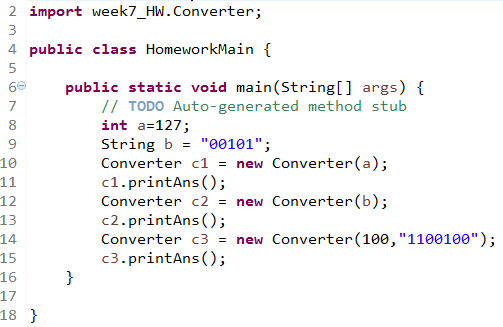 2 import week7_HW.Converter;
3
4 public class HomeworkMain {
5
6     public static void main(String[] args) {
7         // TODO Auto-generated method stub
8         int a=127;
9         String b = "00101";
10         Converter c1 = new Converter(a);
11         c1.printAns();
12         Converter c2 = new Converter(b);
13         c2.printAns();
14         Converter c3 = new Converter(100,"1100100");
15         c3.printAns();
16     }
17
18 }